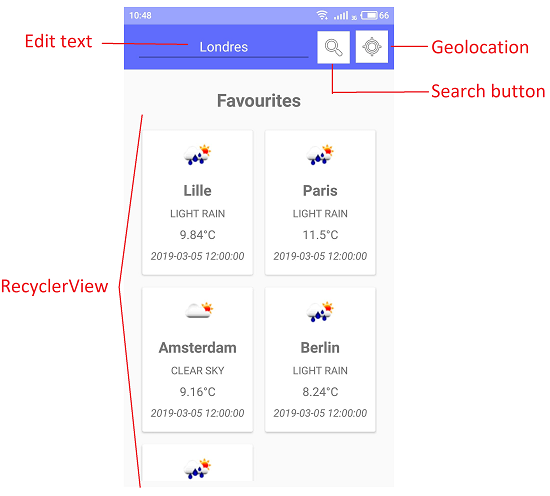 10:48
3G
66
Edit text
Londres
Geolocation
Search button
Favourites
Lille
LIGHT RAIN
9.84°C
2019-03-05 12:00:00
Paris
LIGHT RAIN
11.5°C
2019-03-05 12:00:00
RecyclerView
Amsterdam
CLEAR SKY
9.16°C
2019-03-05 12:00:00
Berlin
LIGHT RAIN
8.24°C
2019-03-05 12:00:00